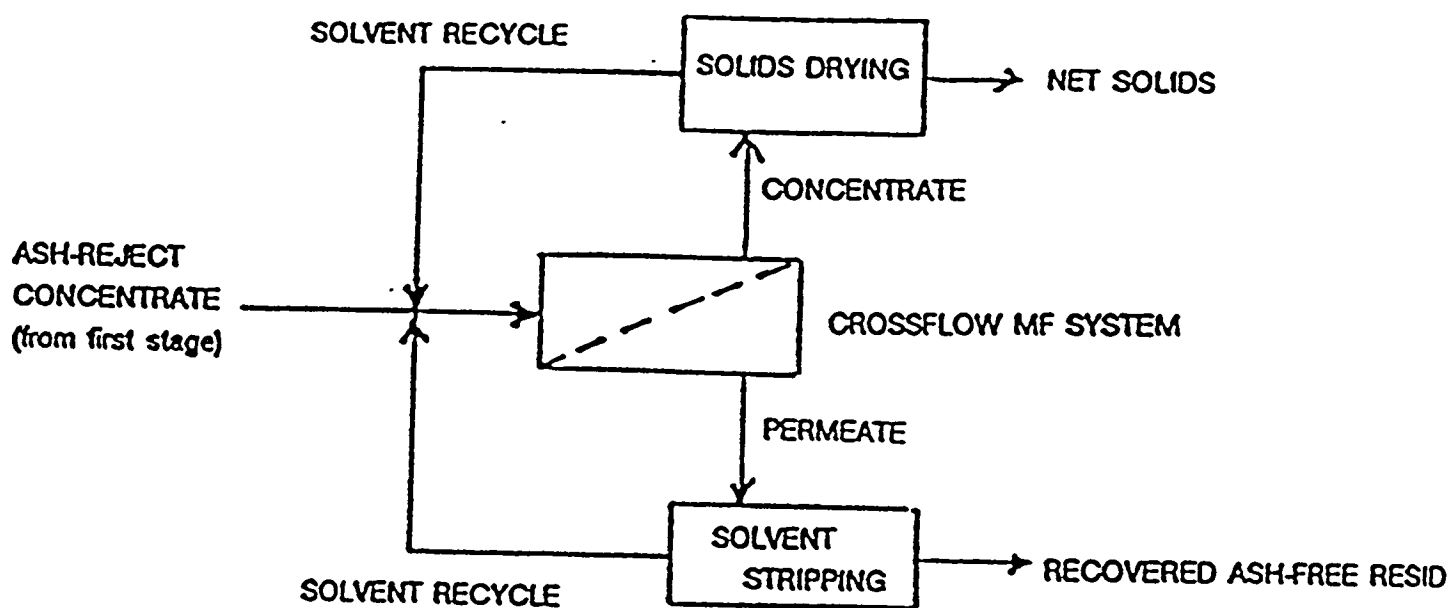 SOLVENT RECYCLE
SOLIDS DRYING
NET SOLIDS
CONCENTRATE
ASH-REJECT
CONCENTRATE
(from first stage)
CROSSFLOW MF SYSTEM
PERMEATE
SOLVENT
STRIPPING
RECOVERED ASH-FREE RESID
SOLVENT RECYCLE